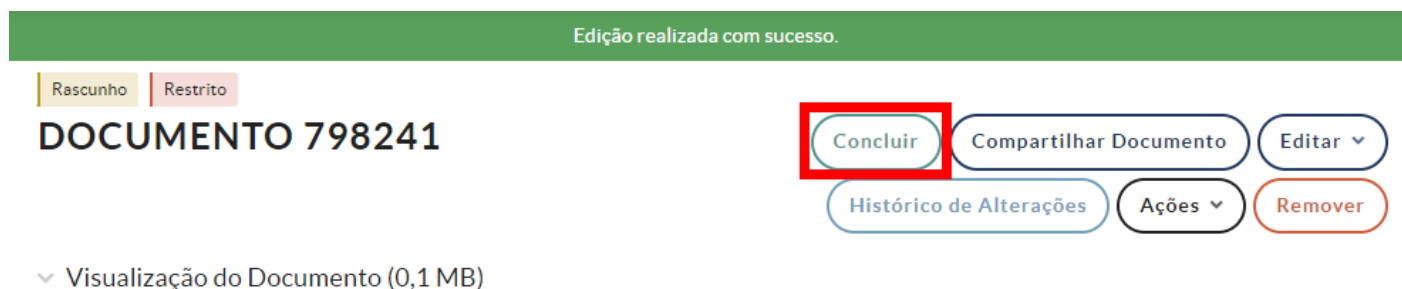 Edição realizada com sucesso.
Rascunho Restrito
DOCUMENTO 798241
Concluir Compartilhar Documento Editar
Histórico de Alterações Ações Remover
Visualização do Documento (0,1 MB)